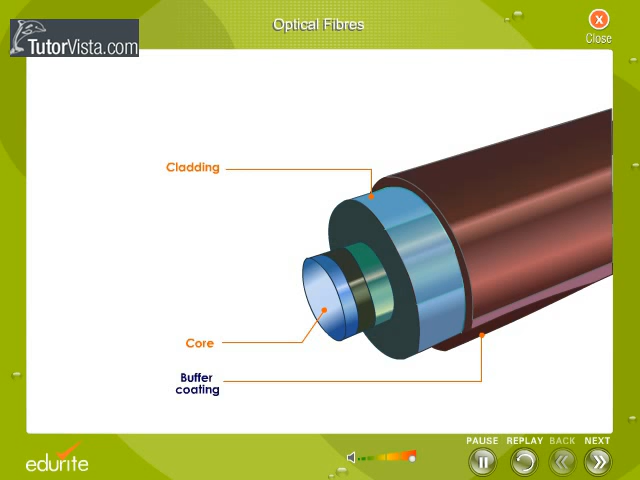 Optical Fibres
TutorVista.com
Close
Cladding
Core
Buffer
coating
PAUSE REPLAY BACK NEXT
edurite